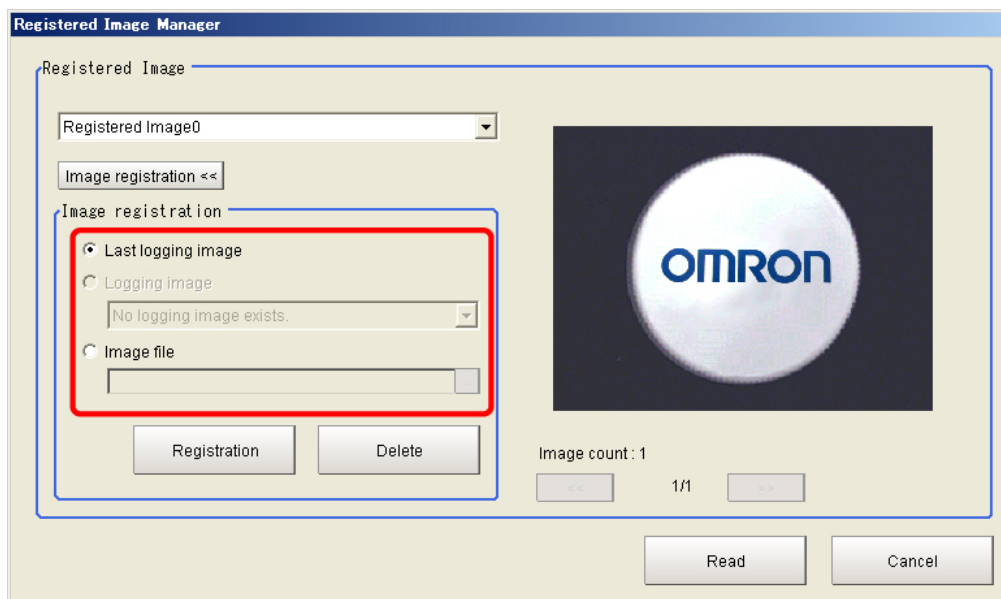 Registered Image Manager
Registered Image
Registered Image0
Image registration <<
Image registration
Last logging image
Logging image
No logging image exists.
Image file
...
Registration
Delete
OMRON
Image count : 1
<<
1/1
>>
Read
Cancel